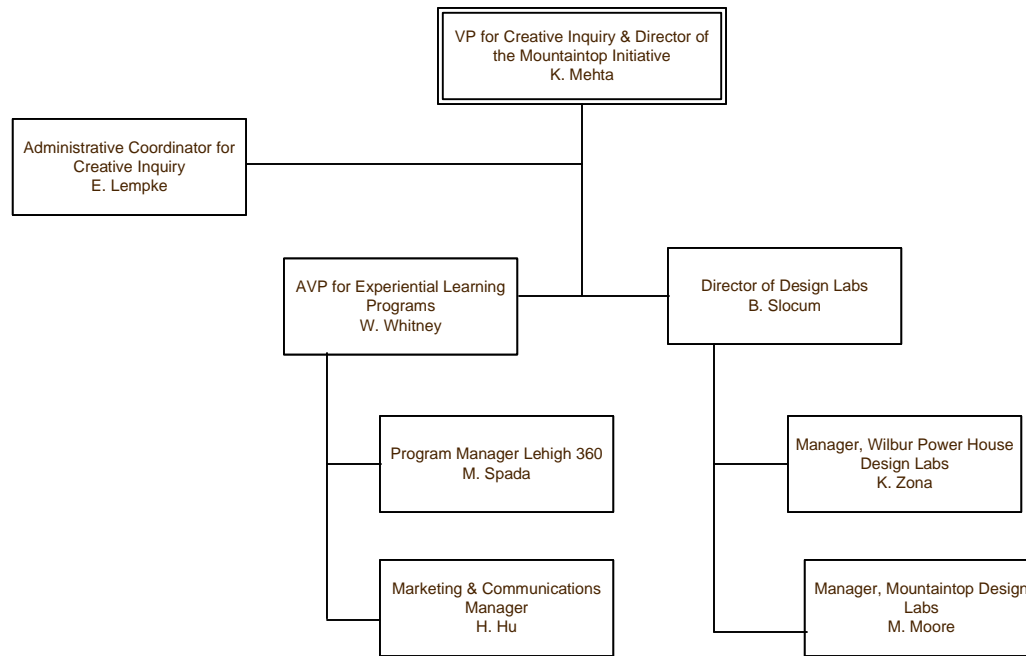 VP for Creative Inquiry & Director of
the Mountaintop Initiative
K. Mehta
Administrative Coordinator for
Creative Inquiry
E. Lempke
AVP for Experiential Learning
Programs
W. Whitney
Director of Design Labs
B. Slocum
Program Manager Lehigh 360
M. Spada
Manager, Wilbur Power House
Design Labs
K. Zona
Marketing & Communications
Manager
H. Hu
Manager, Mountaintop Design
Labs
M. Moore